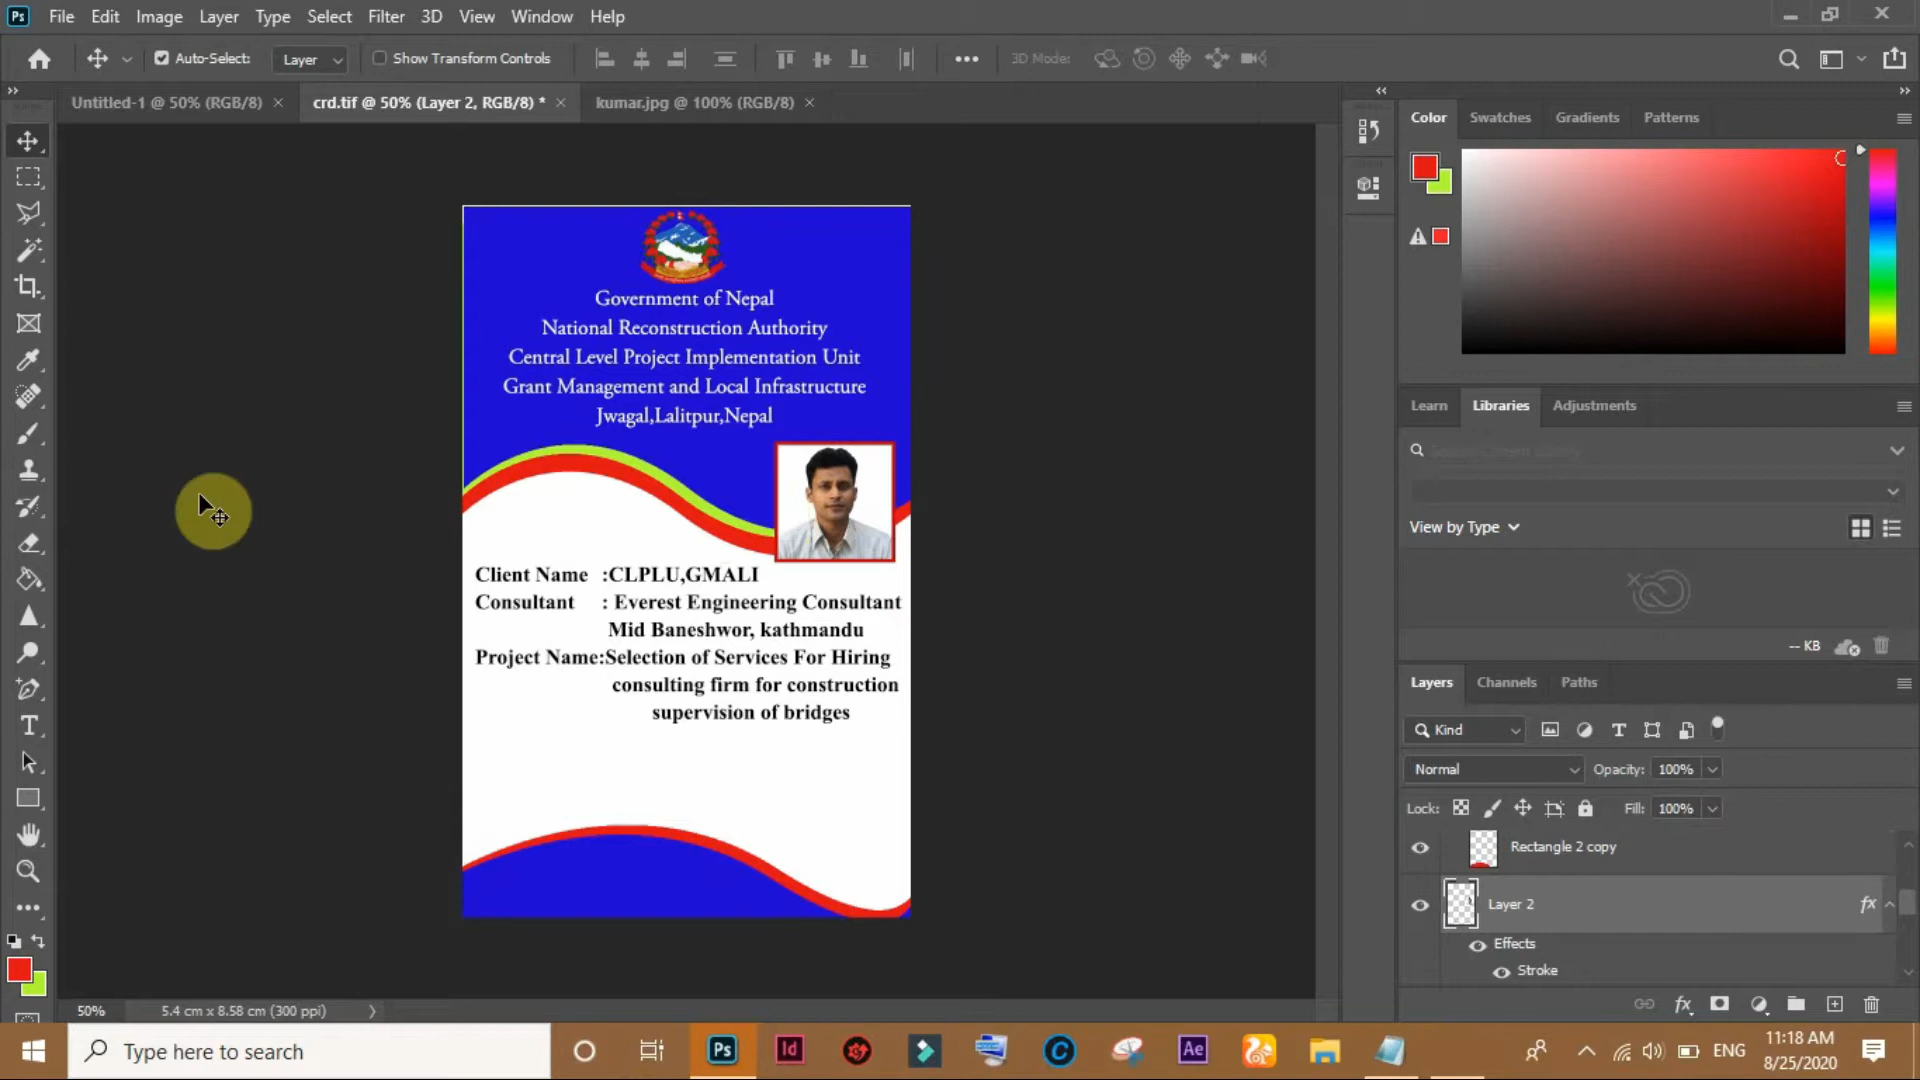 Ps File Edit Image Layer Type Select Filter 3D View Window Help
Auto-Select: Layer Show Transform Controls 3D Mode:
Untitled-1 @ 50% (RGB/8) crd.tif @ 50% (Layer 2, RGB/8) * kumar.jpg @ 100% (RGB/8)
Color Swatches Gradients Patterns
Government of Nepal
National Reconstruction Authority
Central Level Project Implementation Unit
Grant Management and Local Infrastructure
Jwagal,Lalitpur,Nepal
Client Name :CLPLU,GMALI
Consultant : Everest Engineering Consultant
Mid Baneshwor, kathmandu
Project Name:Selection of Services For Hiring
consulting firm for construction
supervision of bridges
Learn Libraries Adjustments
View by Type
-- KB
Layers Channels Paths
Kind
Normal Opacity: 100%
Lock: Fill: 100%
Rectangle 2 copy
Layer 2 fx
Effects
Stroke
fx
50% 5.4 cm x 8.58 cm (300 ppi)
Type here to search
Ps Id Ae
ENG
11:18 AM
8/25/2020